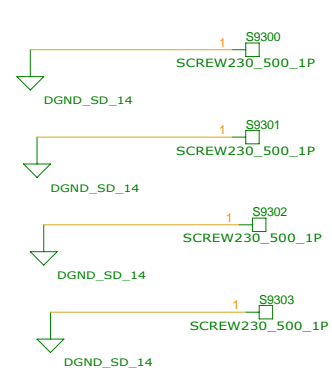 S9300
1
SCREW230_500_1P
DGND_SD_14
S9301
1
SCREW230_500_1P
DGND_SD_14
S9302
1
SCREW230_500_1P
DGND_SD_14
S9303
1
SCREW230_500_1P
DGND_SD_14